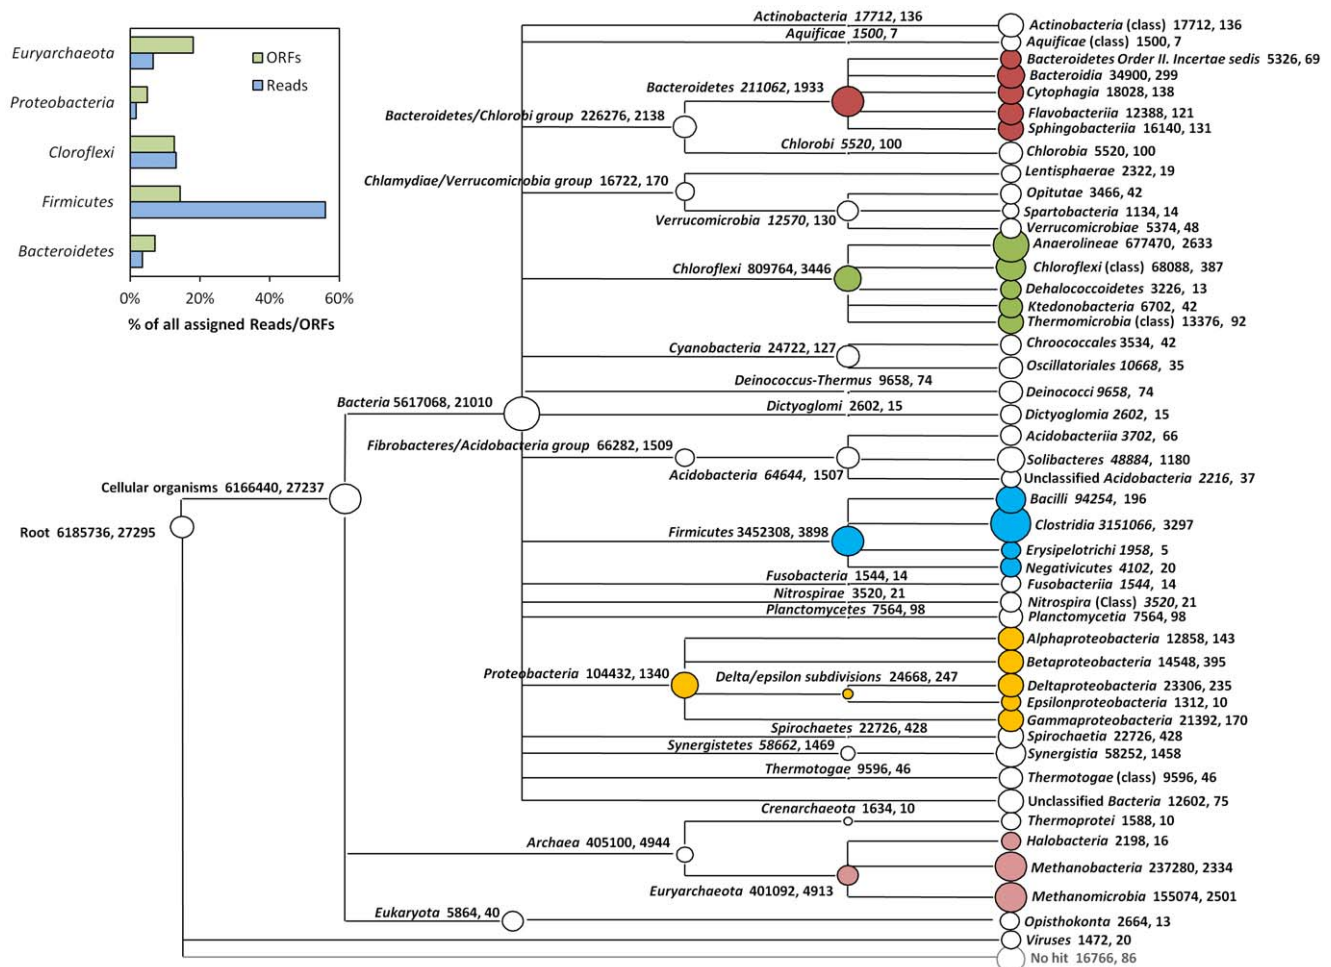 Euryarchaeota
Proteobacteria
Cloroflexi
Firmicutes
Bacteroidetes
ORFs
Reads
0% 20% 40% 60%
% of all assigned Reads/ORFs
Root 6185736, 27295
Cellular organisms 6166440, 27237
Bacteria 5617068, 21010
Actinobacteria 17712, 136
Actinobacteria (class) 17712, 136
Aquificae 1500, 7
Aquificae (class) 1500, 7
Bacteroidetes/Chlorobi group 226276, 2138
Bacteroidetes 211062, 1933
Bacteroidetes Order II. Incertae sedis 5326, 69
Bacteroidia 34900, 299
Cytophagia 18028, 138
Flavobacteriia 12388, 121
Sphingobacteriia 16140, 131
Chlorobi 5520, 100
Chlorobia 5520, 100
Chlamydiae/Verrucomicrobia group 16722, 170
Lentisphaerae 2322, 19
Verrucomicrobia 12570, 130
Opitutae 3466, 42
Spartobacteria 1134, 14
Verrucomicrobiae 5374, 48
Chloroflexi 809764, 3446
Anaerolineae 677470, 2633
Chloroflexi (class) 68088, 387
Dehalococcoidetes 3226, 13
Ktedonobacteria 6702, 42
Thermomicrobia (class) 13376, 92
Cyanobacteria 24722, 127
Chroococcales 3534, 42
Oscillatoriales 10668, 35
Deinococcus-Thermus 9658, 74
Deinococci 9658, 74
Dictyoglomi 2602, 15
Dictyoglomia 2602, 15
Fibrobacteres/Acidobacteria group 66282, 1509
Acidobacteria 64644, 1507
Acidobacteriia 3702, 66
Solibacteres 48884, 1180
Unclassified Acidobacteria 2216, 37
Firmicutes 3452308, 3898
Bacilli 94254, 196
Clostridia 3151066, 3297
Erysipelotrichi 1958, 5
Negativicutes 4102, 20
Fusobacteria 1544, 14
Fusobacteriia 1544, 14
Nitrospirae 3520, 21
Nitrospira (Class) 3520, 21
Planctomycetes 7564, 98
Planctomycetia 7564, 98
Proteobacteria 104432, 1340
Alphaproteobacteria 12858, 143
Betaproteobacteria 14548, 395
Delta/epsilon subdivisions 24668, 247
Deltaproteobacteria 23306, 235
Epsilonproteobacteria 1312, 10
Gammaproteobacteria 21392, 170
Spirochaetes 22726, 428
Spirochaetia 22726, 428
Synergistetes 58662, 1469
Synergistia 58252, 1458
Thermotogae 9596, 46
Thermotogae (class) 9596, 46
Unclassified Bacteria 12602, 75
Archaea 405100, 4944
Crenarchaeota 1634, 10
Thermoprotei 1588, 10
Euryarchaeota 401092, 4913
Halobacteria 2198, 16
Methanobacteria 237280, 2334
Methanomicrobia 155074, 2501
Eukaryota 5864, 40
Opisthokonta 2664, 13
Viruses 1472, 20
No hit 16766, 86